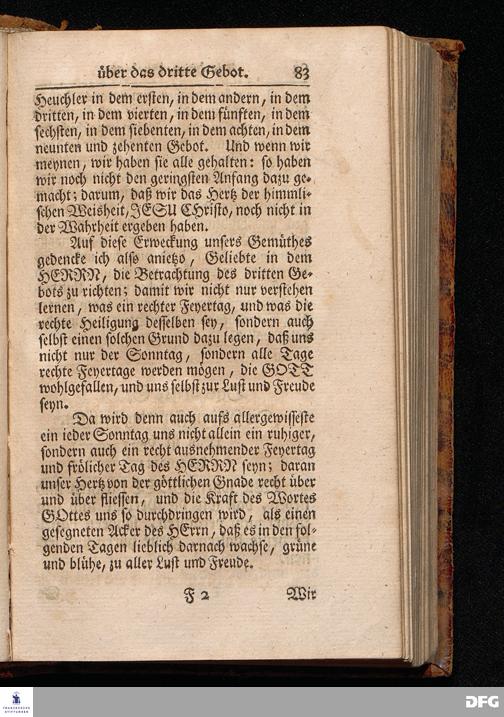 über das dritte Gebot. 83
Heuchler in dem ersten, in dem andern, in dem
dritten, in dem vierten, in dem fünften, in dem
sechsten, in dem siebenten, in dem achten, in dem
neunten und zehenten Gebot. Und wenn wir
meynen, wir haben sie alle gehalten: so haben
wir noch nicht den geringsten Anfang dazu ge-
macht; darum, daß wir das Hertz der himmli-
schen Weisheit, JESU CHristo, noch nicht in
der Wahrheit ergeben haben.
Auf diese Erweckung unsers Gemüthes
gedencke ich also anietzo, Geliebte in dem
HERRN, die Betrachtung des dritten Ge-
bots zu richten; damit wir nicht nur verstehen
lernen, was ein rechter Feyertag, und was die
rechte Heiligung desselben sey, sondern auch
selbst einen solchen Grund dazu legen, daß uns
nicht nur der Sonntag, sondern alle Tage
rechte Feyertage werden mögen, die GOTT
wohlgefallen, und uns selbst zur Lust und Freude
seyn.
Da wird denn auch aufs allergewisseste
ein ieder Sonntag uns nicht allein ein ruhiger,
sondern auch ein recht ausnehmender Feyertag
und frölicher Tag des HERRN seyn; daran
unser Hertz von der göttlichen Gnade recht über
und über fliessen, und die Kraft des Wortes
GOttes uns so durchdringen wird, als einen
gesegneten Acker des HErrn, daß es in den fol-
genden Tagen lieblich darnach wachse, grüne
und blühe, zu aller Lust und Freude.
F 2 Wir
FRANCKESCHE
STIFTUNGEN
DFG